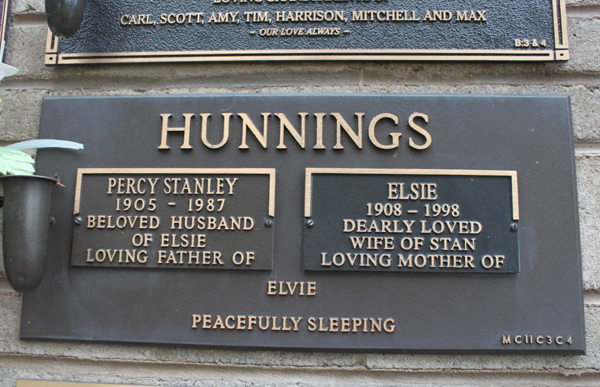 CARL, SCOTT, AMY, TIM, HARRISON, MITCHELL AND MAX
~ OUR LOVE ALWAYS ~
B:3 & 4
HUNNINGS
PERCY STANLEY
1905 - 1987
BELOVED HUSBAND
OF ELSIE
LOVING FATHER OF
ELSIE
1908 - 1998
DEARLY LOVED
WIFE OF STAN
LOVING MOTHER OF
ELVIE
PEACEFULLY SLEEPING
MC11C3C4